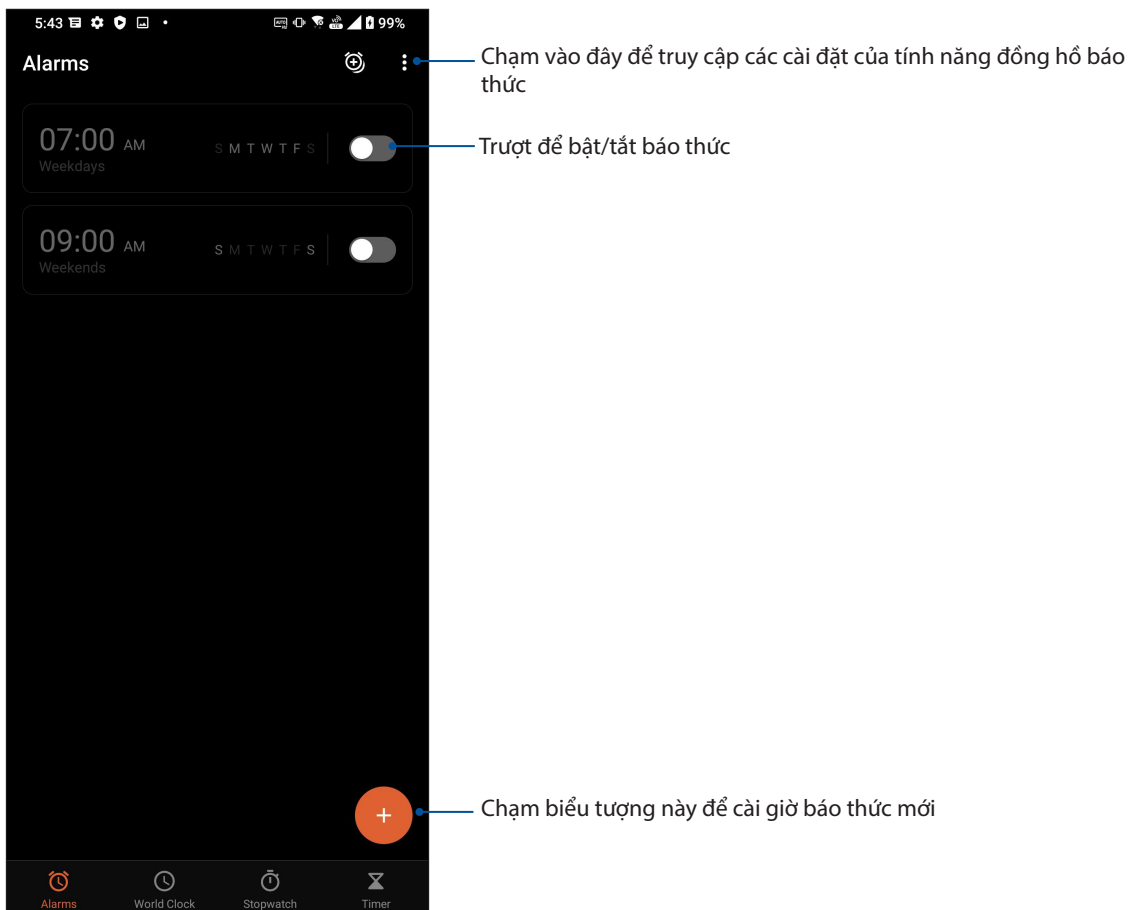 5:43 99%
Alarms
Chạm vào đây để truy cập các cài đặt của tính năng đồng hồ báo
thức
07:00 AM S M T W T F S
Weekdays
Trượt để bật/tắt báo thức
09:00 AM S M T W T F S
Weekends
Chạm biểu tượng này để cài giờ báo thức mới
Alarms World Clock Stopwatch Timer